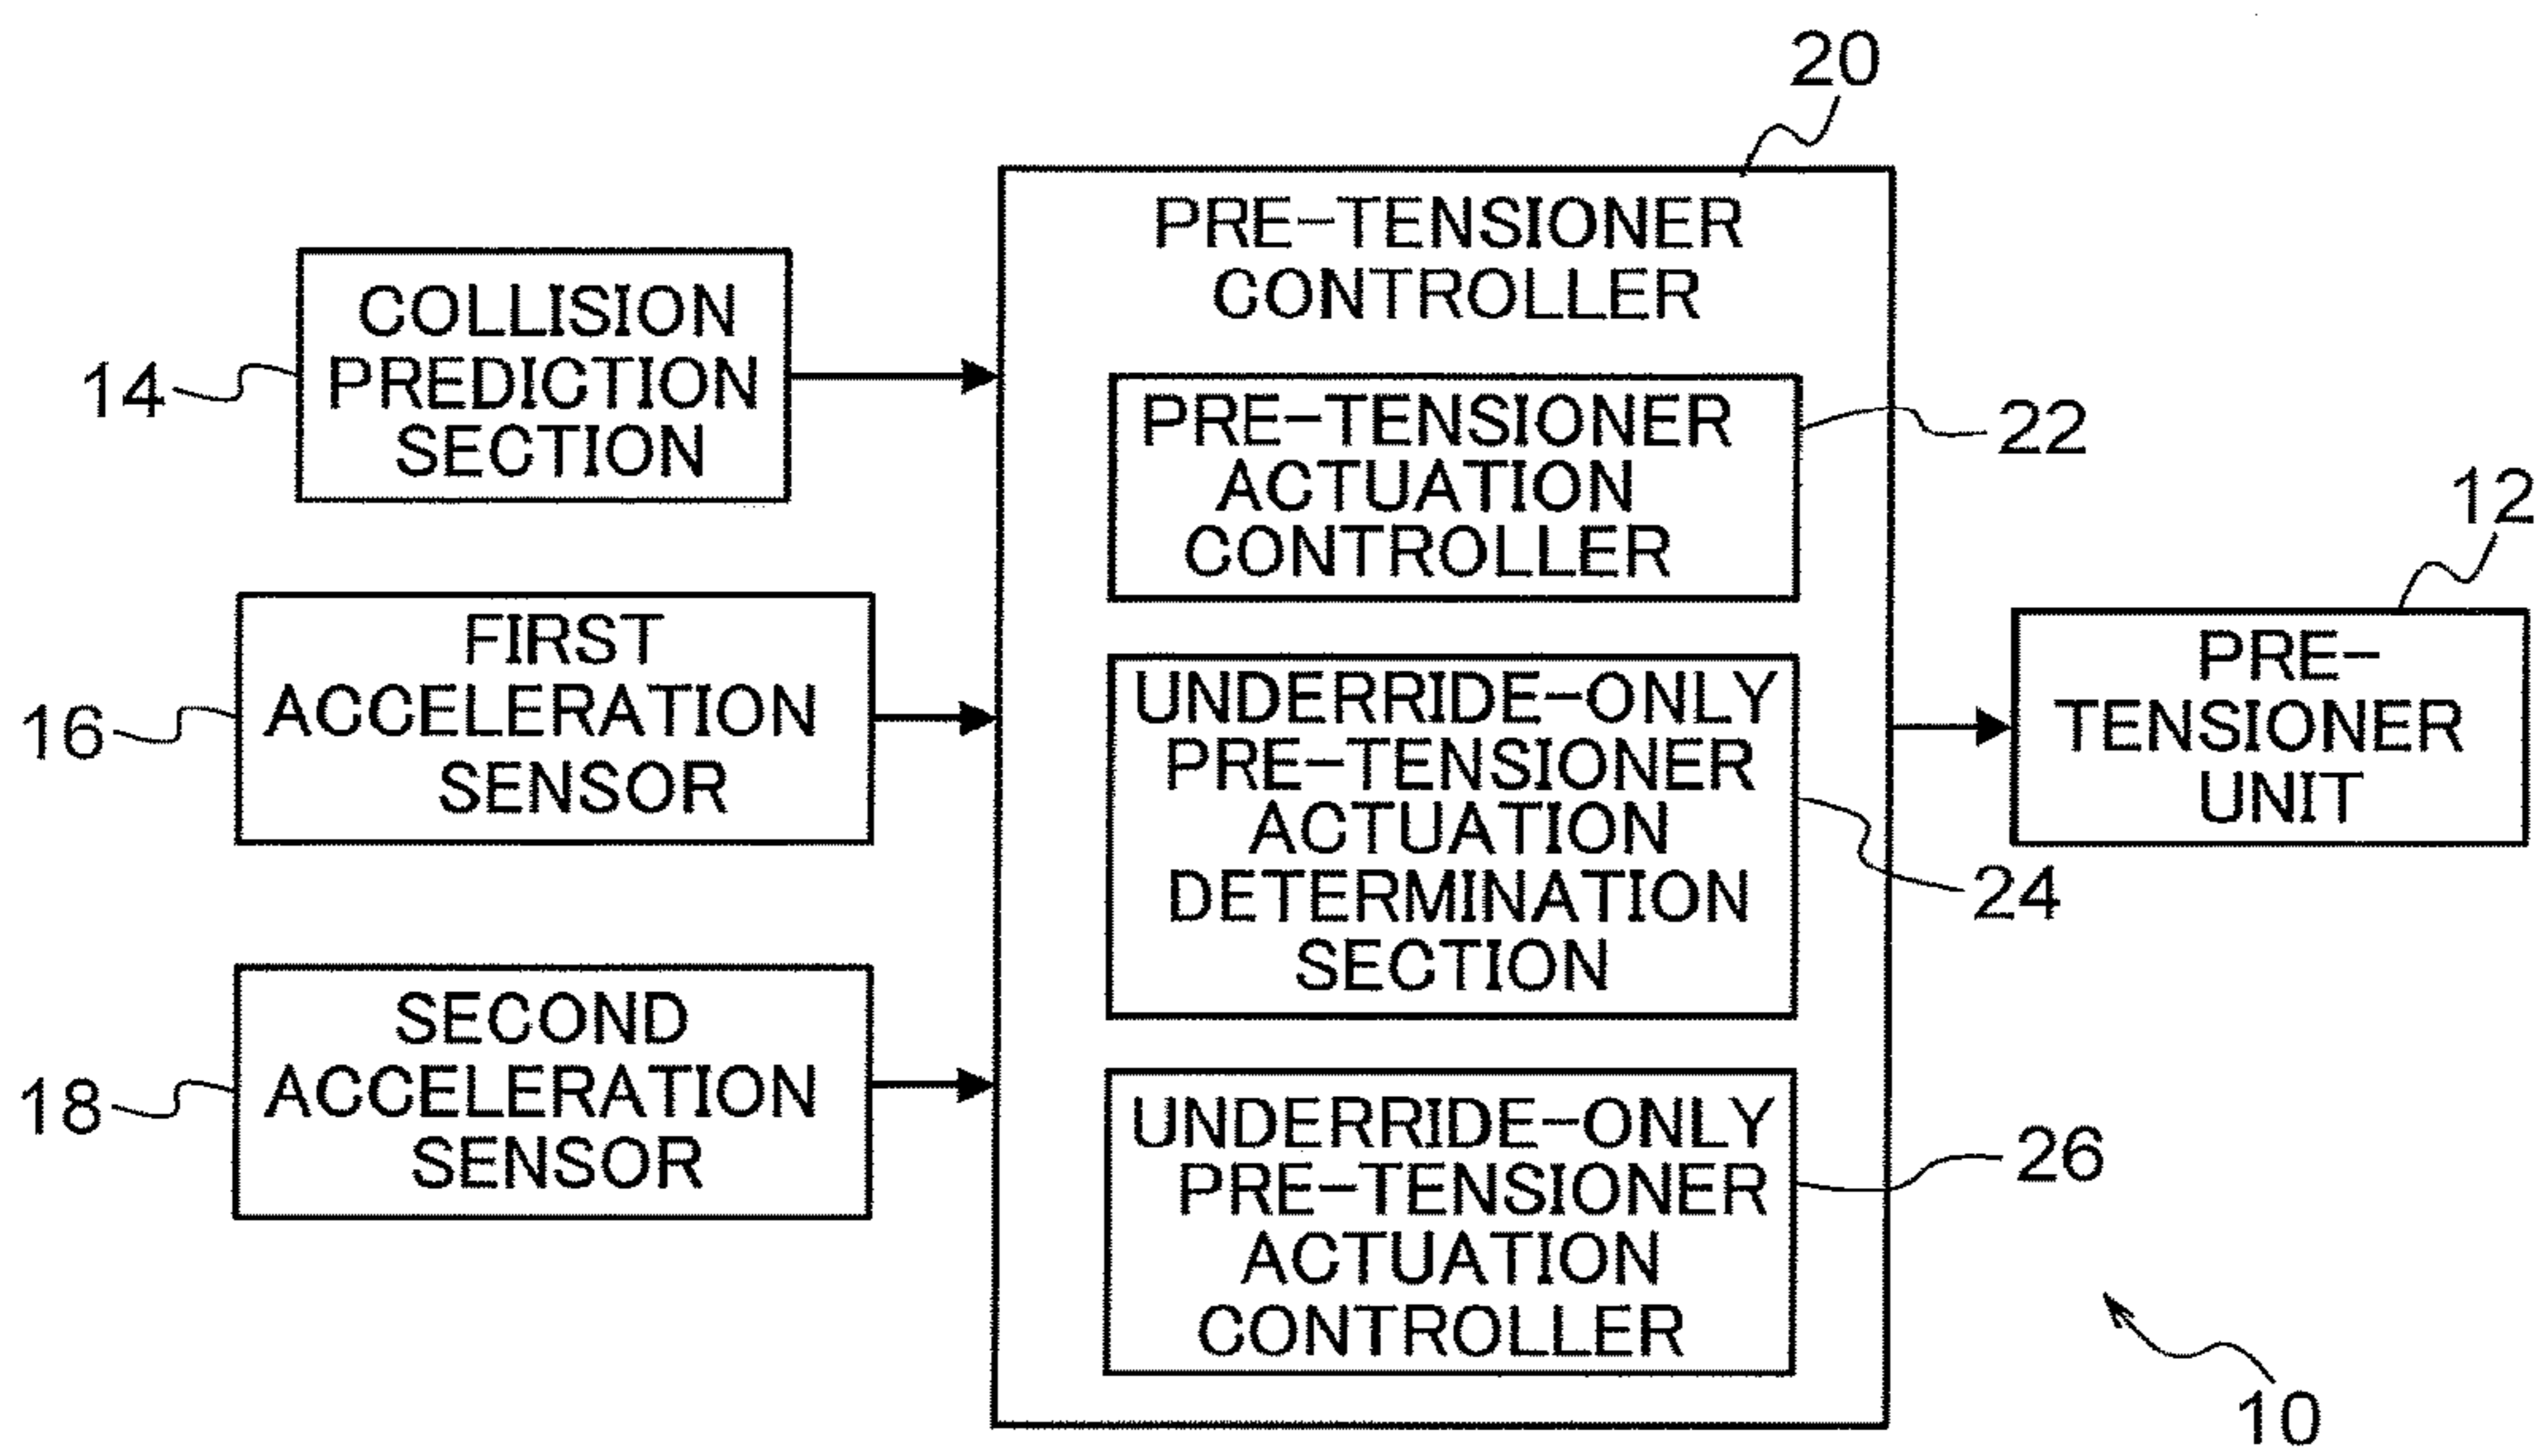 20
PRE-TENSIONER
CONTROLLER
COLLISION
PREDICTION
SECTION
14
PRE-TENSIONER
ACTUATION
CONTROLLER
22
12
FIRST
ACCELERATION
SENSOR
16
UNDERRIDE-ONLY
PRE-TENSIONER
ACTUATION
DETERMINATION
SECTION
24
PRE-
TENSIONER
UNIT
SECOND
ACCELERATION
SENSOR
18
UNDERRIDE-ONLY
PRE-TENSIONER
ACTUATION
CONTROLLER
26
10